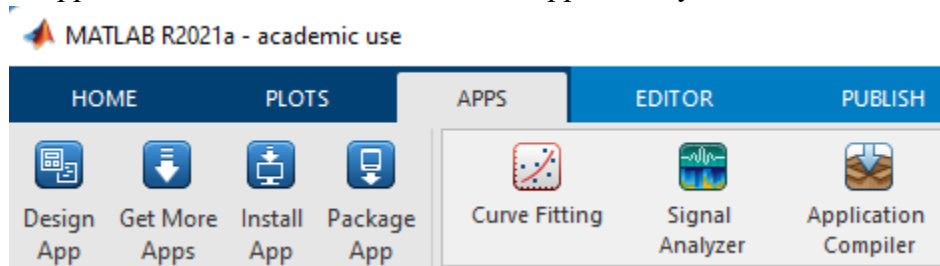 MATLAB R2021a - academic use
HOME PLOTS APPS EDITOR PUBLISH
Design Get More Install Package Curve Fitting Signal Application
App Apps App App Analyzer Compiler